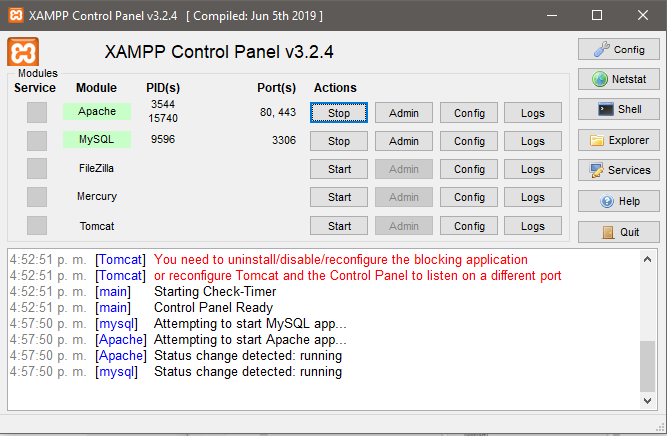 XAMPP Control Panel v3.2.4 [ Compiled: Jun 5th 2019 ]
XAMPP Control Panel v3.2.4
Config
Modules
Service Module PID(s) Port(s) Actions
Netstat
Apache 3544 15740 80, 443 Stop Admin Config Logs
Shell
MySQL 9596 3306 Stop Admin Config Logs
Explorer
FileZilla Start Admin Config Logs
Services
Mercury Start Admin Config Logs
Help
Tomcat Start Admin Config Logs
Quit
4:52:51 p. m. [Tomcat] You need to uninstall/disable/reconfigure the blocking application
4:52:51 p. m. [Tomcat] or reconfigure Tomcat and the Control Panel to listen on a different port
4:52:51 p. m. [main] Starting Check-Timer
4:52:51 p. m. [main] Control Panel Ready
4:57:50 p. m. [mysql] Attempting to start MySQL app...
4:57:50 p. m. [Apache] Attempting to start Apache app...
4:57:50 p. m. [Apache] Status change detected: running
4:57:50 p. m. [mysql] Status change detected: running